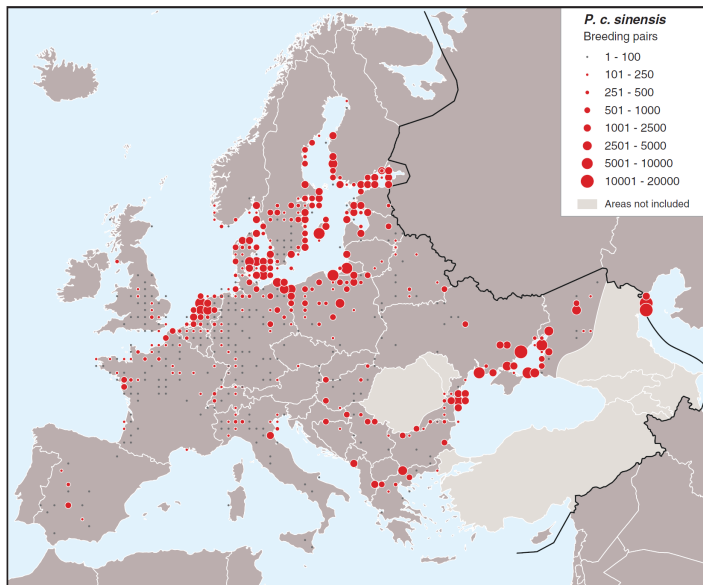 P. c. sinensis
Breeding pairs
1 - 100
101 - 250
251 - 500
501 - 1000
1001 - 2500
2501 - 5000
5001 - 10000
10001 - 20000
Areas not included